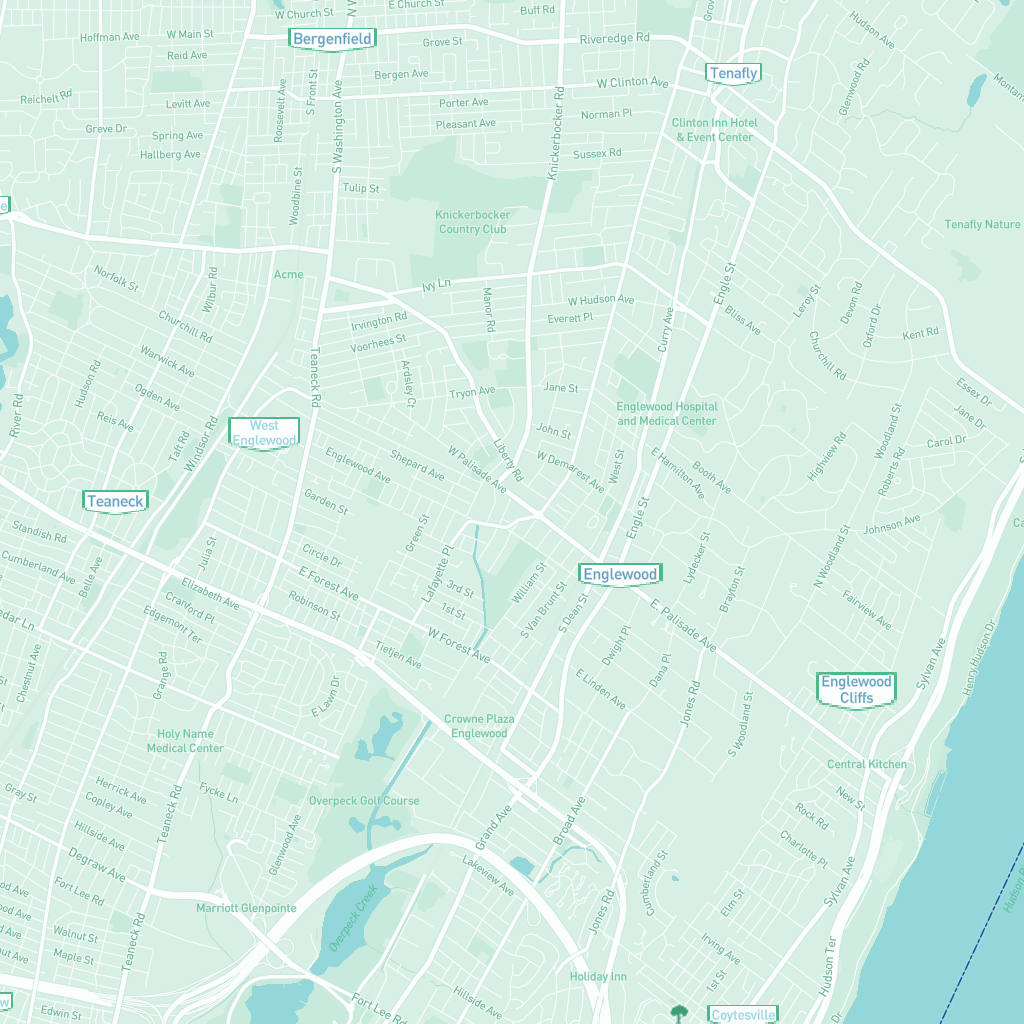 E Church St
W Church St
Buff Rd
Grove St
Hoffman Ave
W Main St
Bergenfield
Riveredge Rd
Hudson Ave
Reid Ave
Grove St
Bergen Ave
Tenafly
W Clinton Ave
Glenwood Rd
Reichelt Rd
Levitt Ave
Roosevelt Ave
S Front St
S Washington Ave
Porter Ave
Knickerbocker Rd
Norman Pl
Greve Dr
Spring Ave
Pleasant Ave
Clinton Inn Hotel
& Event Center
Hallberg Ave
Sussex Rd
Woodbine St
Tulip St
Knickerbocker
Country Club
Tenafly Nature
Norfolk St
Wilbur Rd
Acme
Ivy Ln
Manor Rd
W Hudson Ave
Engle St
Leroy St
Devon Rd
Oxford Dr
Churchill Rd
Irvington Rd
Everett Pl
Curry Ave
Bliss Ave
Kent Rd
Voorhees St
Churchill Rd
Warwick Ave
Hudson Rd
Teaneck Rd
Ardsley Ct
Tryon Ave
Jane St
Essex Dr
River Rd
Ogden Ave
Reis Ave
Englewood Hospital
and Medical Center
Jane Dr
Woodland St
Taft Rd
Windsor Rd
West
Englewood
John St
Carol Dr
Liberty Rd
W Palisade Ave
W Demarest Ave
West St
E Hamilton Ave
Booth Ave
Highview Rd
Roberts Rd
Englewood Ave
Shepard Ave
Teaneck
Garden St
Engle St
Johnson Ave
Standish Rd
Green St
Julia St
Circle Dr
Lydecker St
N Woodland St
Cumberland Ave
Belle Ave
Elizabeth Ave
E Forest Ave
Lafayette Pl
3rd St
William St
Englewood
Brayton St
Fairview Ave
Cranford Pl
Robinson St
1st St
S Van Brunt St
S Dean St
E Palisade Ave
Edgemont Ter
W Forest Ave
Tietjen Ave
Dwight Pl
Dana Pl
Sylvan Ave
Henry Hudson Dr
Chestnut Ave
Grange Rd
E Lawn Dr
E Linden Ave
Jones Rd
S Woodland St
Englewood
Cliffs
Holy Name
Medical Center
Crowne Plaza
Englewood
Central Kitchen
Gray St
Herrick Ave
Copley Ave
Fycke Ln
Overpeck Golf Course
Teaneck Rd
Glenwood Ave
Grand Ave
Broad Ave
New St
Rock Rd
Hillside Ave
Degraw Ave
Charlotte Pl
Lakeview Ave
Cumberland St
Sylvan Ave
Fort Lee Rd
Marriott Glenpointe
Overpeck Creek
Jones Rd
Elm St
Walnut St
Teaneck Rd
Maple St
Irving Ave
Hudson Ter
Holiday Inn
1st St
Edwin St
Fort Lee Rd
Hillside Ave
Coytesville